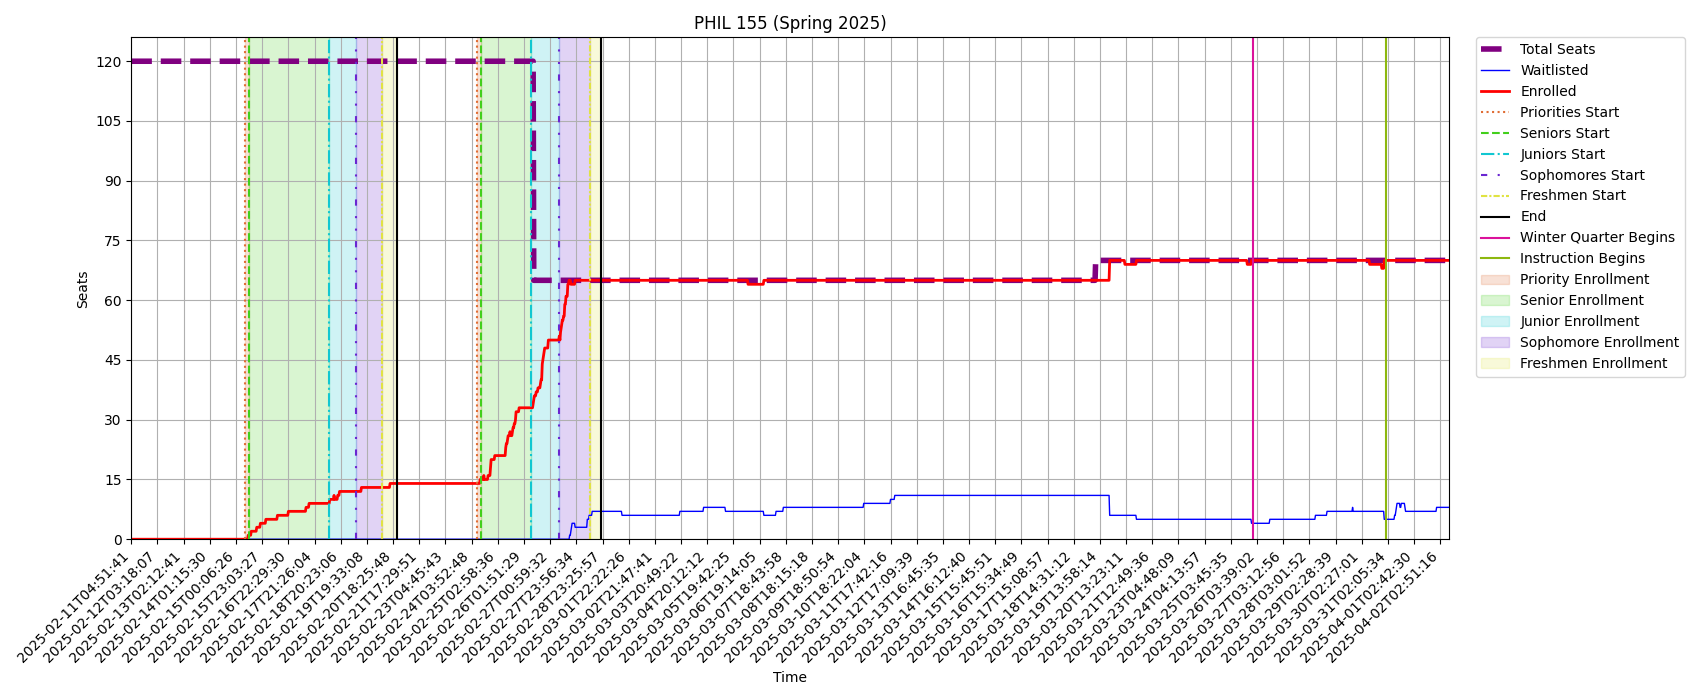 PHIL 155 (Spring 2025)
Seats
120
105
90
75
60
45
30
15
0
2025-02-11T04:51:41
2025-02-12T03:18:07
2025-02-13T02:12:41
2025-02-14T01:15:30
2025-02-15T00:06:26
2025-02-15T23:03:27
2025-02-16T22:29:30
2025-02-17T21:26:04
2025-02-18T20:23:06
2025-02-19T19:33:08
2025-02-20T18:25:48
2025-02-21T17:29:51
2025-02-24T03:45:43
2025-02-24T03:52:48
2025-02-25T02:58:36
2025-02-26T01:51:29
2025-02-27T00:59:32
2025-02-27T23:56:34
2025-02-28T23:25:57
2025-03-01T22:22:26
2025-03-02T21:47:41
2025-03-03T20:49:22
2025-03-04T20:12:12
2025-03-05T19:42:25
2025-03-06T19:14:05
2025-03-07T18:43:58
2025-03-08T18:15:18
2025-03-09T18:50:54
2025-03-10T18:22:04
2025-03-11T17:42:16
2025-03-12T17:09:39
2025-03-13T16:45:35
2025-03-14T16:12:40
2025-03-15T15:45:51
2025-03-16T15:34:49
2025-03-17T15:08:57
2025-03-18T14:31:12
2025-03-19T13:58:14
2025-03-20T13:23:11
2025-03-21T12:49:36
2025-03-23T04:48:09
2025-03-24T04:13:57
2025-03-25T03:45:35
2025-03-26T03:39:02
2025-03-27T03:12:56
2025-03-28T03:01:52
2025-03-29T02:28:39
2025-03-30T02:27:01
2025-03-31T02:05:34
2025-04-01T02:42:30
2025-04-02T02:51:16
Time
Total Seats
Waitlisted
Enrolled
Priorities Start
Seniors Start
Juniors Start
Sophomores Start
Freshmen Start
End
Winter Quarter Begins
Instruction Begins
Priority Enrollment
Senior Enrollment
Junior Enrollment
Sophomore Enrollment
Freshmen Enrollment